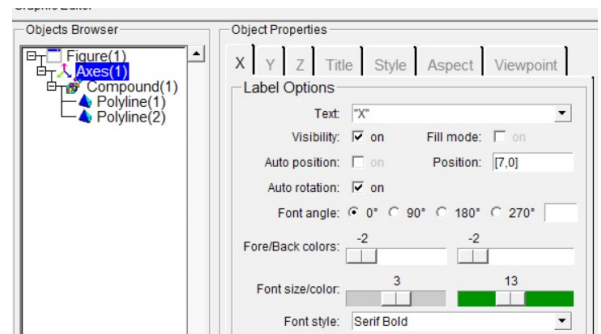 Objects Browser
Object Properties
Figure(1)
Axes(1)
Compound(1)
Polyline(1)
Polyline(2)
X Y Z Title Style Aspect Viewpoint
Label Options
Text: "X"
Visibility: on Fill mode: on
Auto position: on Position: [7,0]
Auto rotation: on
Font angle: 0° 90° 180° 270°
-2 -2
Fore/Back colors:
3 13
Font size/color:
Font style: Serif Bold